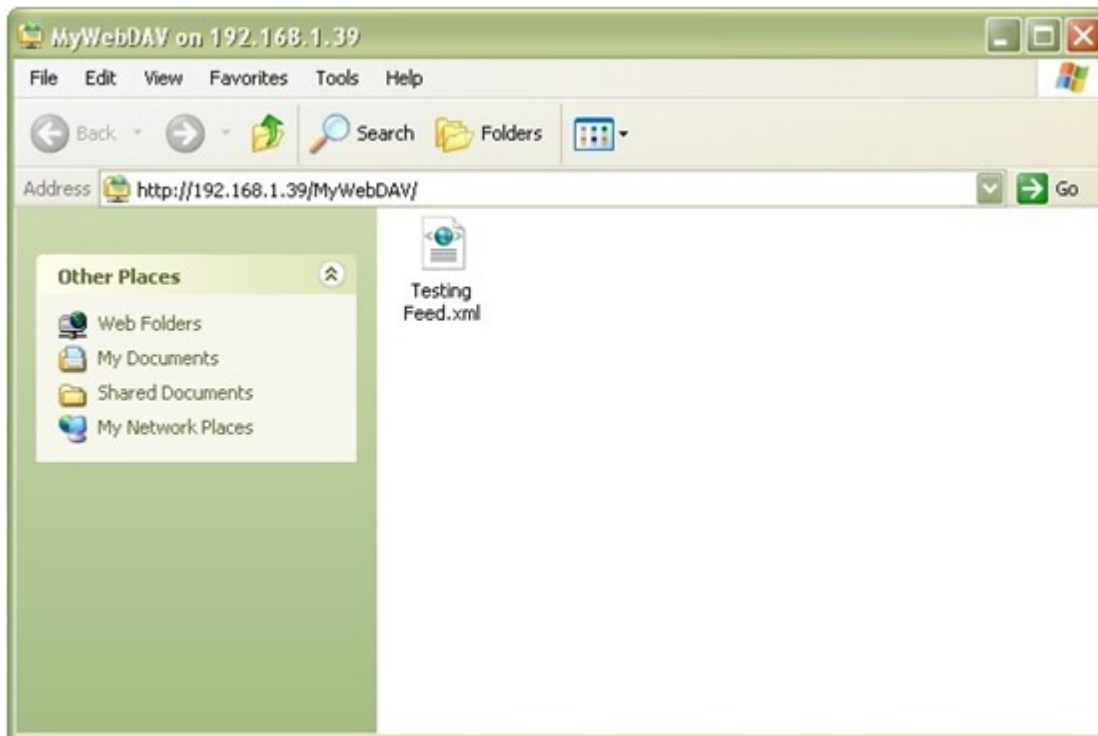 MyWebDAV on 192.168.1.39
File Edit View Favorites Tools Help
Back Search Folders
Address http://192.168.1.39/MyWebDAV/ Go
Other Places
Web Folders
My Documents
Shared Documents
My Network Places
Testing
Feed.xml